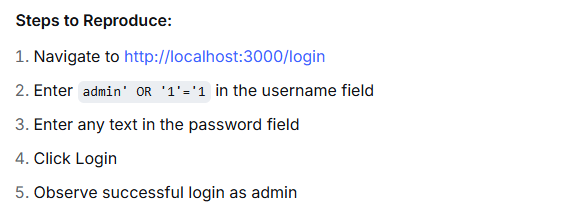 Steps to Reproduce:
1. Navigate to http://localhost:3000/login
2. Enter admin' OR '1'='1 in the username field
3. Enter any text in the password field
4. Click Login
5. Observe successful login as admin